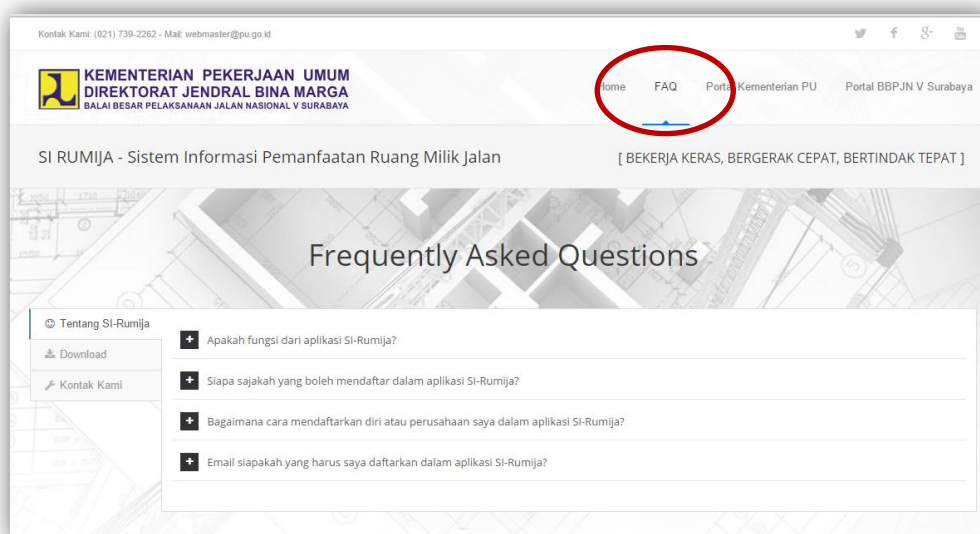 Kontak Kami: (021) 739-2262 - Mail: webmaster@pu.go.id
KEMENTERIAN PEKERJAAN UMUM
DIREKTORAT JENDRAL BINA MARGA
BALAI BESAR PELAKSANAAN JALAN NASIONAL V SURABAYA
Home FAQ Portal Kementerian PU Portal BBPJN V Surabaya
SI RUMIJA - Sistem Informasi Pemanfaatan Ruang Milik Jalan [ BEKERJA KERAS, BERGERAK CEPAT, BERTINDAK TEPAT ]
Frequently Asked Questions
Tentang SI-Rumija
Download
Kontak Kami
Apakah fungsi dari aplikasi SI-Rumija?
Siapa sajakah yang boleh mendaftar dalam aplikasi SI-Rumija?
Bagaimana cara mendaftarkan diri atau perusahaan saya dalam aplikasi SI-Rumija?
Email siapakah yang harus saya daftarkan dalam aplikasi SI-Rumija?